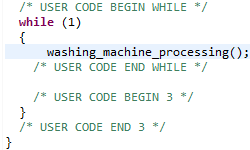 /* USER CODE BEGIN WHILE */
while (1)
{
washing_machine_processing();
/* USER CODE END WHILE */
/* USER CODE BEGIN 3 */
}
/* USER CODE END 3 */
}